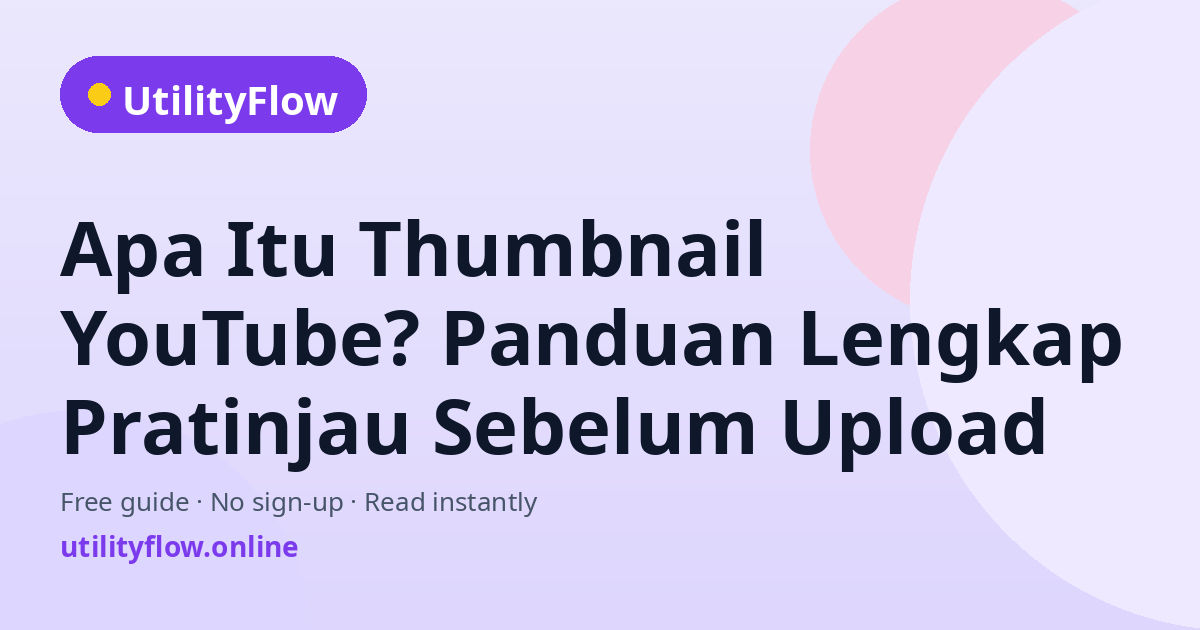 UtilityFlow
Apa Itu Thumbnail
YouTube? Panduan Lengkap
Pratinjau Sebelum Upload
Free guide · No sign-up · Read instantly
utilityflow.online